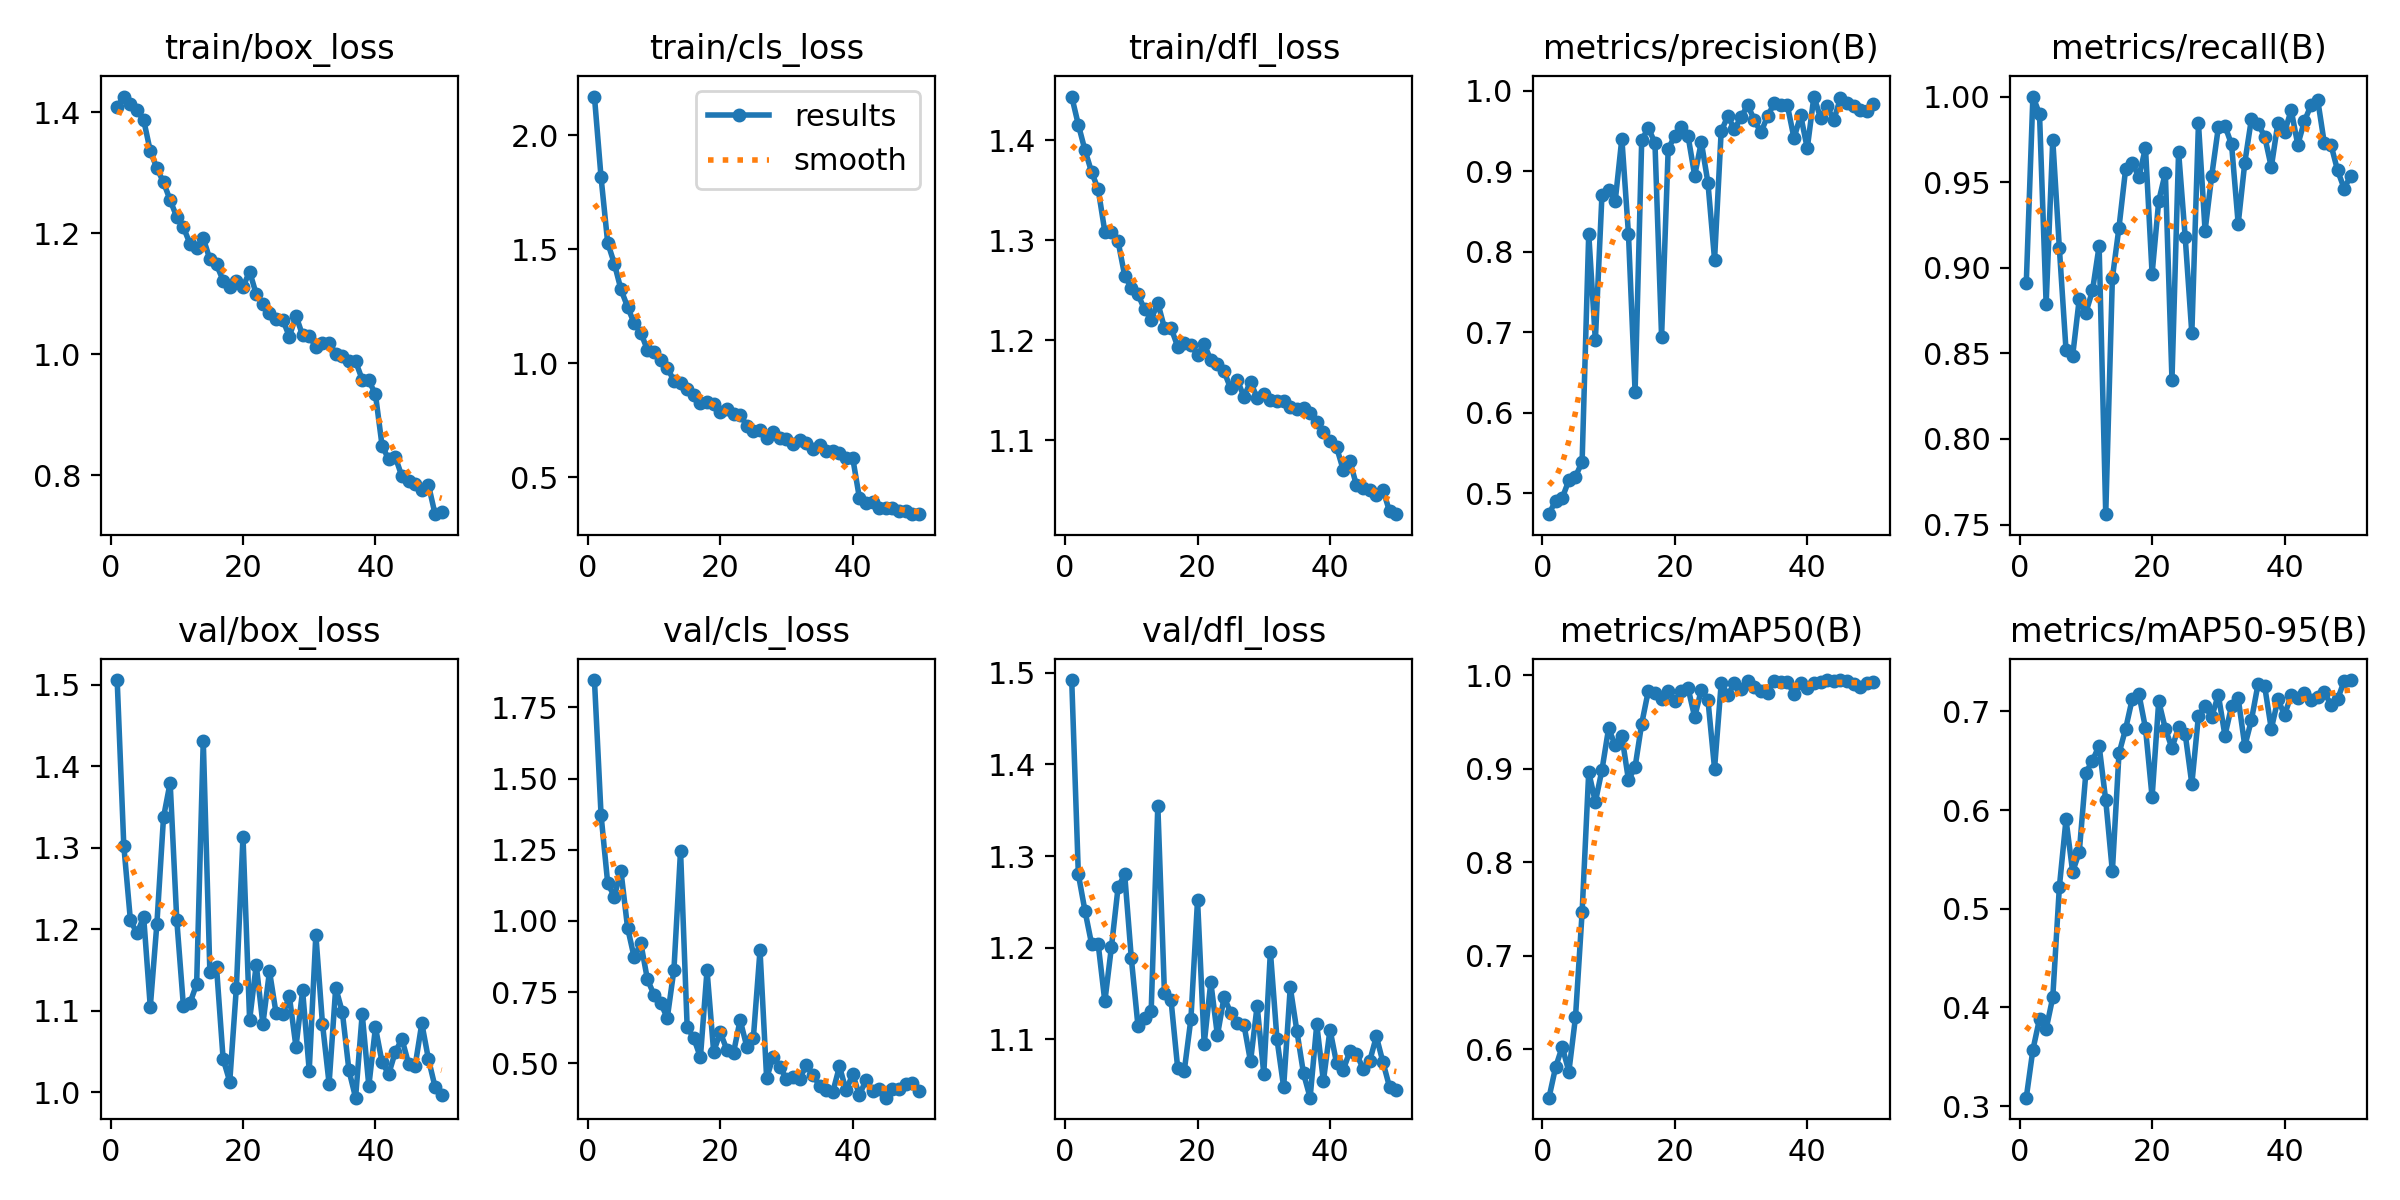 train/box_loss
1.4
1.2
1.0
0.8
0 20 40
train/cls_loss
results
smooth
2.0
1.5
1.0
0.5
0 20 40
train/dfl_loss
1.4
1.3
1.2
1.1
0 20 40
metrics/precision(B)
1.0
0.9
0.8
0.7
0.6
0.5
0 20 40
metrics/recall(B)
1.00
0.95
0.90
0.85
0.80
0.75
0 20 40
val/box_loss
1.5
1.4
1.3
1.2
1.1
1.0
0 20 40
val/cls_loss
1.75
1.50
1.25
1.00
0.75
0.50
0 20 40
val/dfl_loss
1.5
1.4
1.3
1.2
1.1
0 20 40
metrics/mAP50(B)
1.0
0.9
0.8
0.7
0.6
0 20 40
metrics/mAP50-95(B)
0.7
0.6
0.5
0.4
0.3
0 20 40